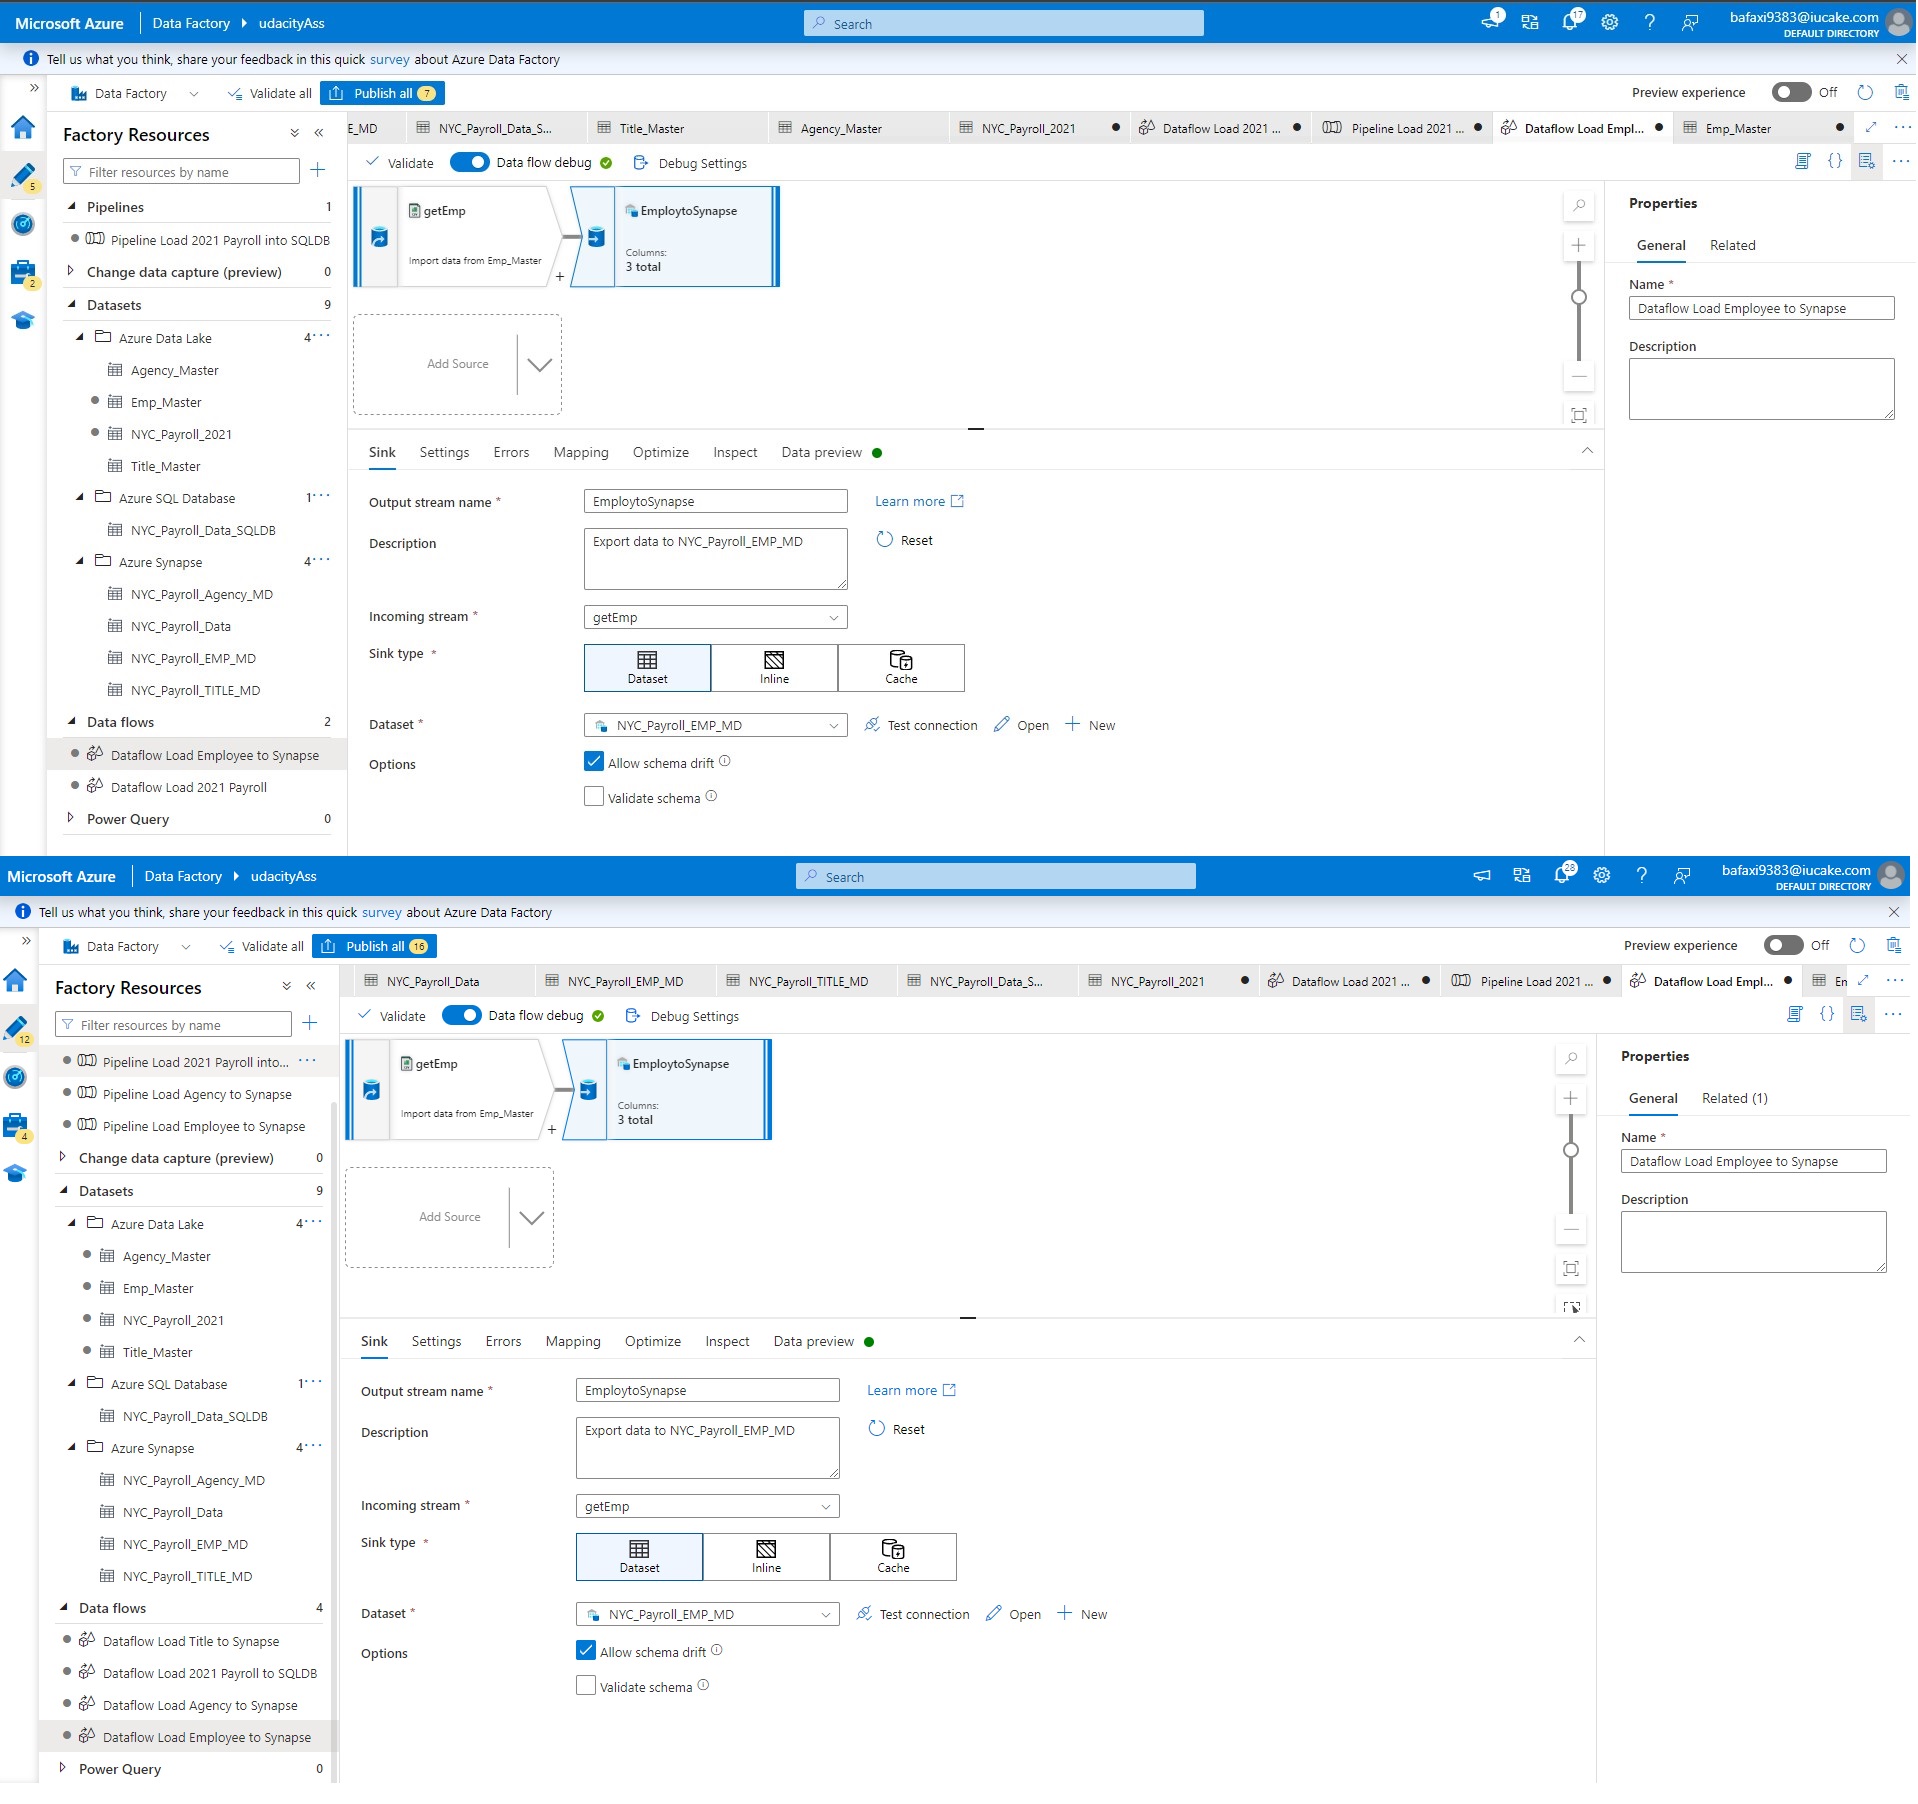 Microsoft Azure Data Factory udacityAss Search 1 17 bafaxi9383@iucake.com
DEFAULT DIRECTORY
Tell us what you think, share your feedback in this quick survey about Azure Data Factory
Data Factory Validate all Publish all 7 Preview experience Off
Factory Resources
E_MD NYC_Payroll_Data_S... Title_Master Agency_Master NYC_Payroll_2021 Dataflow Load 2021 ... Pipeline Load 2021 ... Dataflow Load Empl... Emp_Master
Validate Data flow debug Debug Settings
Filter resources by name
5
2
Pipelines 1
Pipeline Load 2021 Payroll into SQLDB
Change data capture (preview) 0
Datasets 9
Azure Data Lake 4
Agency_Master
Emp_Master
NYC_Payroll_2021
Title_Master
Azure SQL Database 1
NYC_Payroll_Data_SQLDB
Azure Synapse 4
NYC_Payroll_Agency_MD
NYC_Payroll_Data
NYC_Payroll_EMP_MD
NYC_Payroll_TITLE_MD
Data flows 2
Dataflow Load Employee to Synapse
Dataflow Load 2021 Payroll
Power Query 0
getEmp
Import data from Emp_Master
EmploytoSynapse
Columns:
3 total
Add Source
Properties
General Related
Name *
Dataflow Load Employee to Synapse
Description
Sink Settings Errors Mapping Optimize Inspect Data preview
Output stream name * EmploytoSynapse Learn more
Description Export data to NYC_Payroll_EMP_MD Reset
Incoming stream * getEmp
Sink type *
Dataset Inline Cache
Dataset * NYC_Payroll_EMP_MD Test connection Open New
Options Allow schema drift
Validate schema
Microsoft Azure Data Factory udacityAss Search 28 bafaxi9383@iucake.com
DEFAULT DIRECTORY
Tell us what you think, share your feedback in this quick survey about Azure Data Factory
Data Factory Validate all Publish all 16 Preview experience Off
Factory Resources
NYC_Payroll_Data NYC_Payroll_EMP_MD NYC_Payroll_TITLE_MD NYC_Payroll_Data_S... NYC_Payroll_2021 Dataflow Load 2021 ... Pipeline Load 2021 ... Dataflow Load Empl... En
Validate Data flow debug Debug Settings
Filter resources by name
12
4
Pipeline Load 2021 Payroll into...
Pipeline Load Agency to Synapse
Pipeline Load Employee to Synapse
Change data capture (preview) 0
Datasets 9
Azure Data Lake 4
Agency_Master
Emp_Master
NYC_Payroll_2021
Title_Master
Azure SQL Database 1
NYC_Payroll_Data_SQLDB
Azure Synapse 4
NYC_Payroll_Agency_MD
NYC_Payroll_Data
NYC_Payroll_EMP_MD
NYC_Payroll_TITLE_MD
Data flows 4
Dataflow Load Title to Synapse
Dataflow Load 2021 Payroll to SQLDB
Dataflow Load Agency to Synapse
Dataflow Load Employee to Synapse
Power Query 0
getEmp
Import data from Emp_Master
EmploytoSynapse
Columns:
3 total
Add Source
Properties
General Related (1)
Name *
Dataflow Load Employee to Synapse
Description
Sink Settings Errors Mapping Optimize Inspect Data preview
Output stream name * EmploytoSynapse Learn more
Description Export data to NYC_Payroll_EMP_MD Reset
Incoming stream * getEmp
Sink type *
Dataset Inline Cache
Dataset * NYC_Payroll_EMP_MD Test connection Open New
Options Allow schema drift
Validate schema